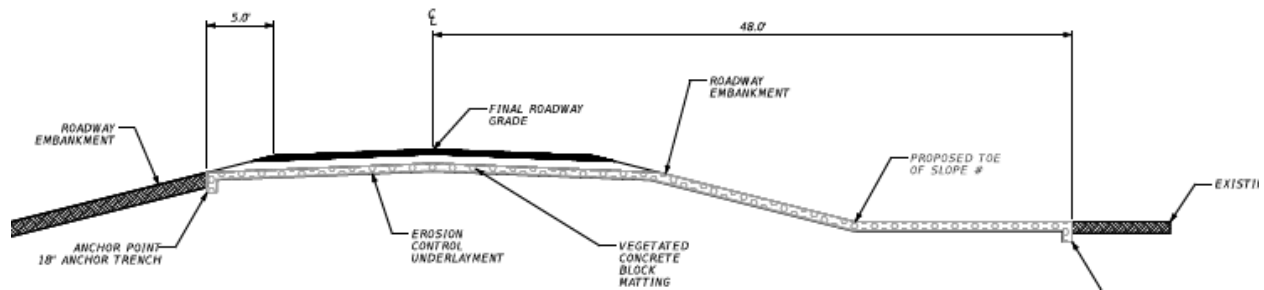 5.0'
℄
48.0'
ROADWAY
EMBANKMENT
FINAL ROADWAY
GRADE
ROADWAY
EMBANKMENT
PROPOSED TOE
OF SLOPE #
EXISTI
ANCHOR POINT
18" ANCHOR TRENCH
EROSION
CONTROL
UNDERLAYMENT
VEGETATED
CONCRETE
BLOCK
MATTING